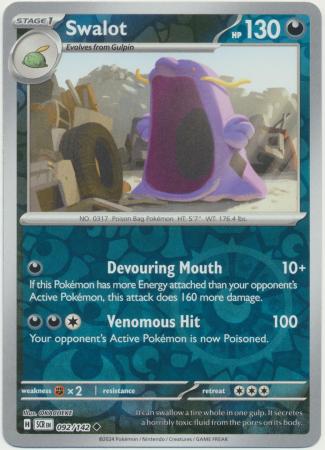 STAGE 1
Swalot
HP 130
Evolves from Gulpin
NO. 0317 Poison Bag Pokémon HT: 5'7" WT: 176.4 lbs.
Devouring Mouth 10+
If this Pokémon has more Energy attached than your opponent's
Active Pokémon, this attack does 160 more damage.
Venomous Hit 100
Your opponent's Active Pokémon is now Poisoned.
weakness ×2 resistance retreat
Illus.
H SCR EN 092/142
It can swallow a tire whole in one gulp. It
secretes a horribly toxic fluid from the pores on its body.
©2024 Pokémon / Nintendo / Creatures / GAME FREAK